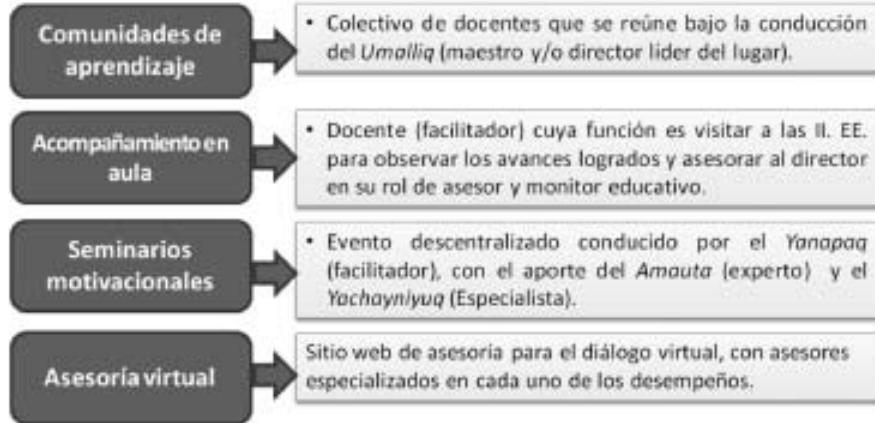 Comunidades de
aprendizaje
• Colectivo de docentes que se reúne bajo la conducción
del Umalliq (maestro y/o director lider del lugar).
Acompañamiento en
aula
• Docente (facilitador) cuya función es visitar a las II. EE.
para observar los avances logrados y asesorar al director
en su rol de asesor y monitor educativo.
Seminarios
motivacionales
• Evento descentralizado conducido por el Yanapaq
(facilitador), con el aporte del Amauta (experto) y el
Yachayniyuq (Especialista).
Asesoría virtual
Sitio web de asesoria para el diálogo virtual, con asesores
especializados en cada uno de los desempeños.